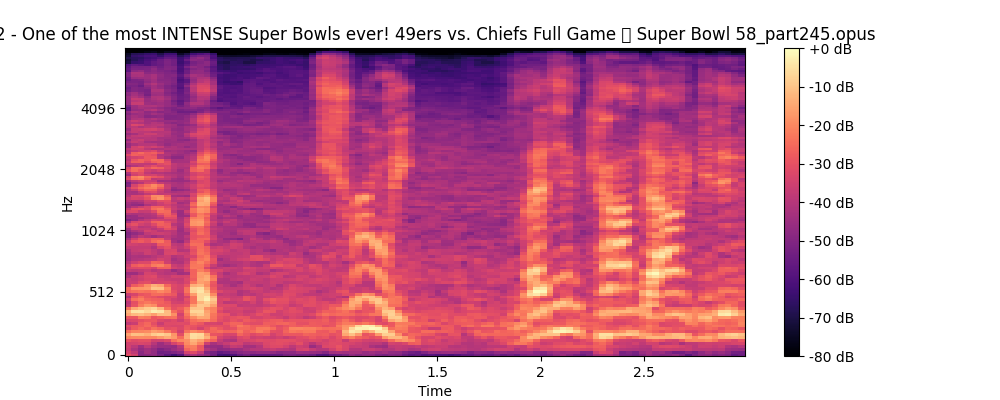 2 - One of the most INTENSE Super Bowls ever! 49ers vs. Chiefs Full Game ▯ Super Bowl 58_part245.opus
+0 dB
4096
-10 dB
-20 dB
2048
-30 dB
Hz
-40 dB
1024
-50 dB
512
-60 dB
-70 dB
0
-80 dB
0
0.5
1
1.5
2
2.5
Time